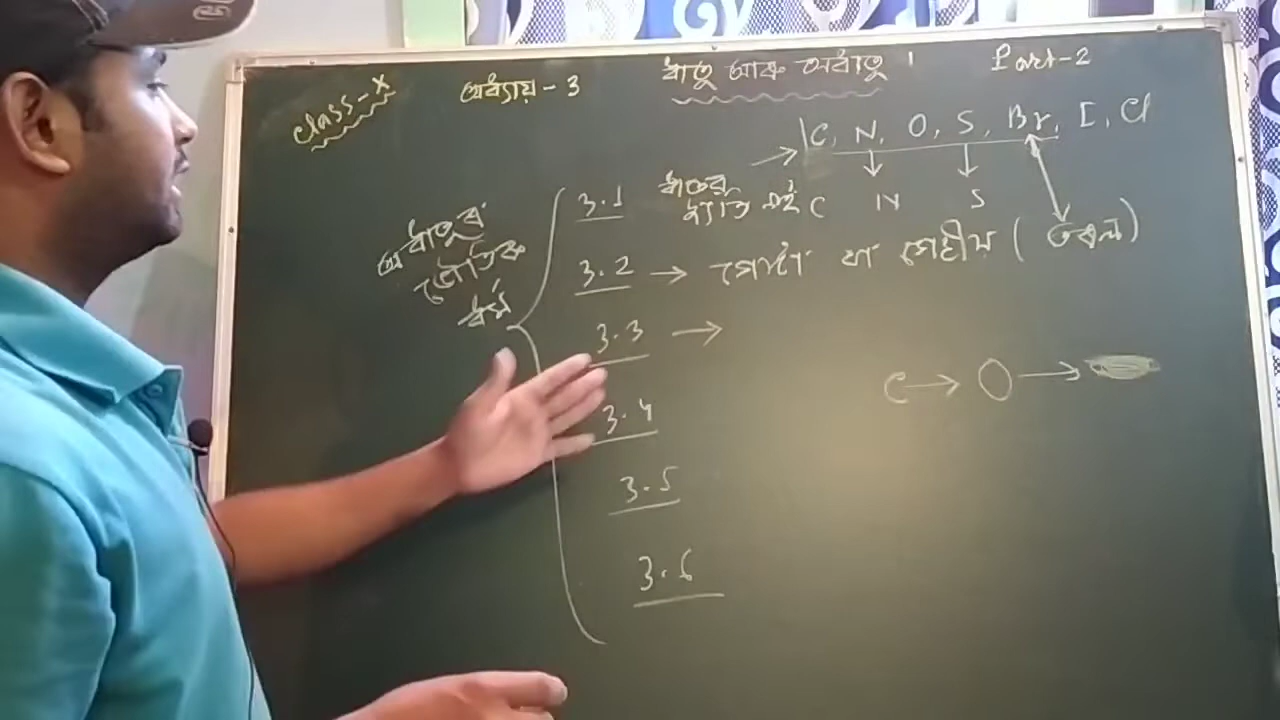 class-X
অধ্যায় - 3
ধাতু আৰু অধাতু ।
Part-2
C, N, O, S, Br, I, Cl
অধাতুৰ
ভৌতিক
ধৰ্ম
3.1
C N S
3.2 → গোটা বা গেছীয় (তৰল)
3.3 →
C → O →
3.4
3.5
3.6